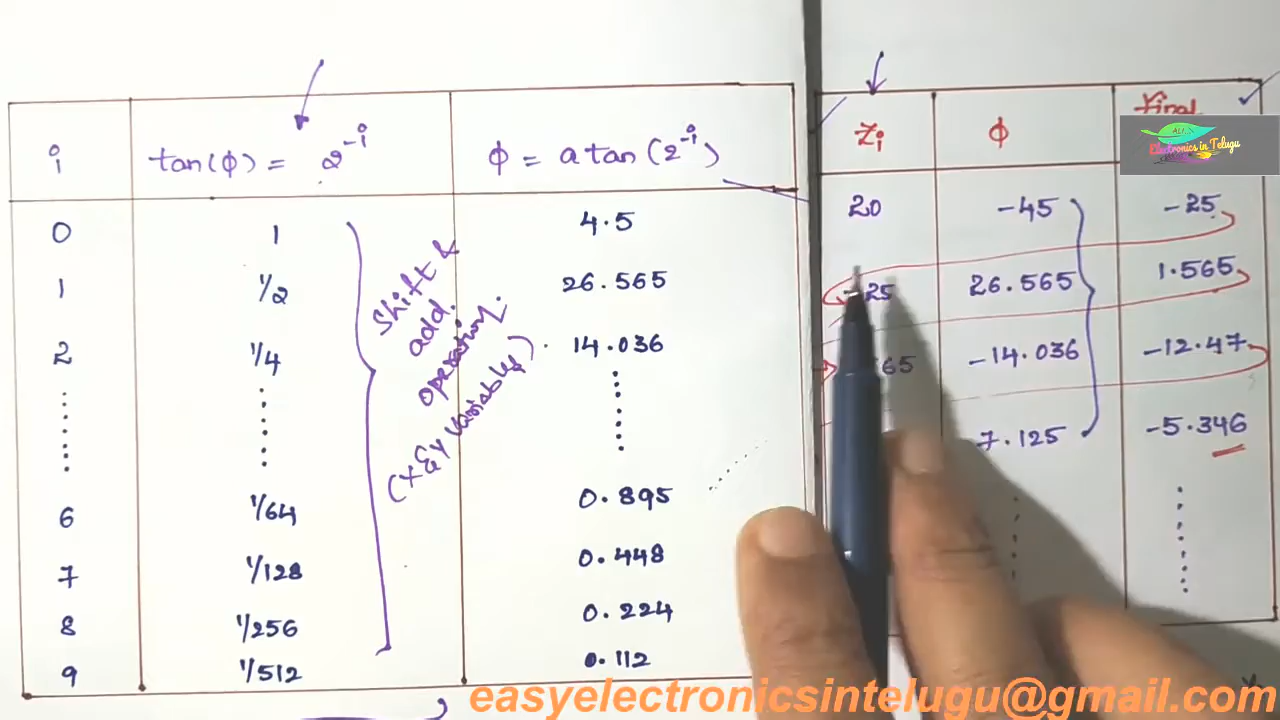 i tan(φ) = 2^-i φ = atan(2^-i) Zi φ Final
0 1 4.5 20 -45 -25
1 1/2 26.565 -25 26.565 1.565
2 1/4 14.036 65 -14.036 -12.47
7.125 -5.346
6 1/64 0.895
7 1/128 0.448
8 1/256 0.224
9 1/512 0.112
Shift &
add.
operation.
(X & Y Variables)
Electronics in Telugu
easyelectronicsintelugu@gmail.com